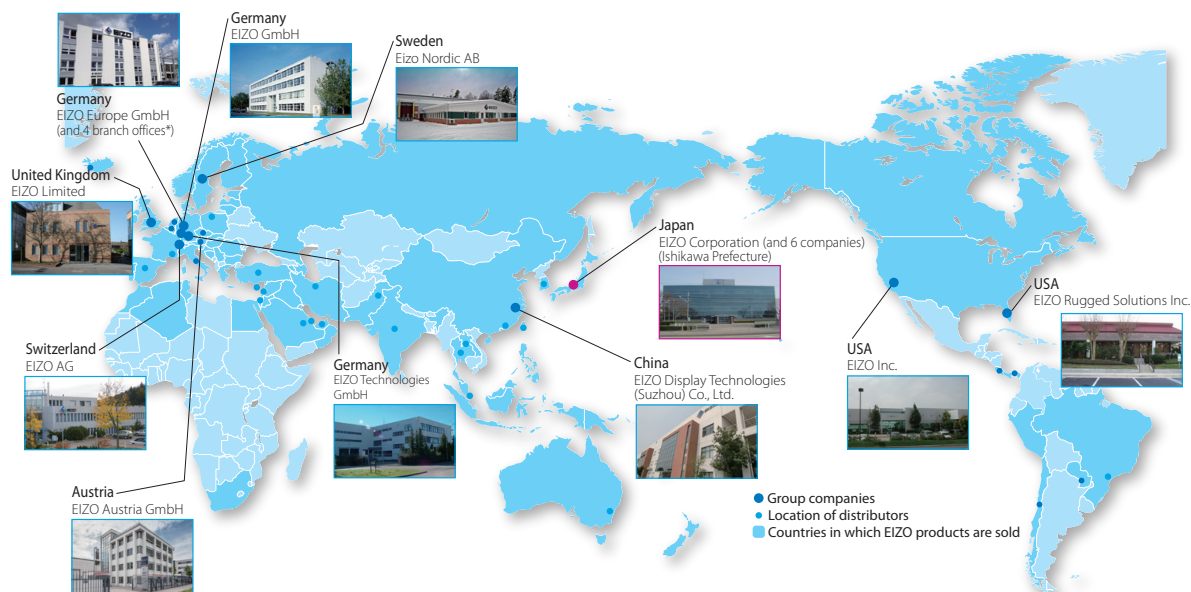 EIZO
Germany
EIZO GmbH
Sweden
Eizo Nordic AB
Germany
EIZO Europe GmbH
(and 4 branch offices*)
United Kingdom
EIZO Limited
Japan
EIZO Corporation (and 6 companies)
(Ishikawa Prefecture)
USA
EIZO Rugged Solutions Inc.
Switzerland
EIZO AG
Germany
EIZO Technologies
GmbH
China
EIZO Display Technologies
(Suzhou) Co., Ltd.
USA
EIZO Inc.
Austria
EIZO Austria GmbH
Group companies
Location of distributors
Countries in which EIZO products are sold